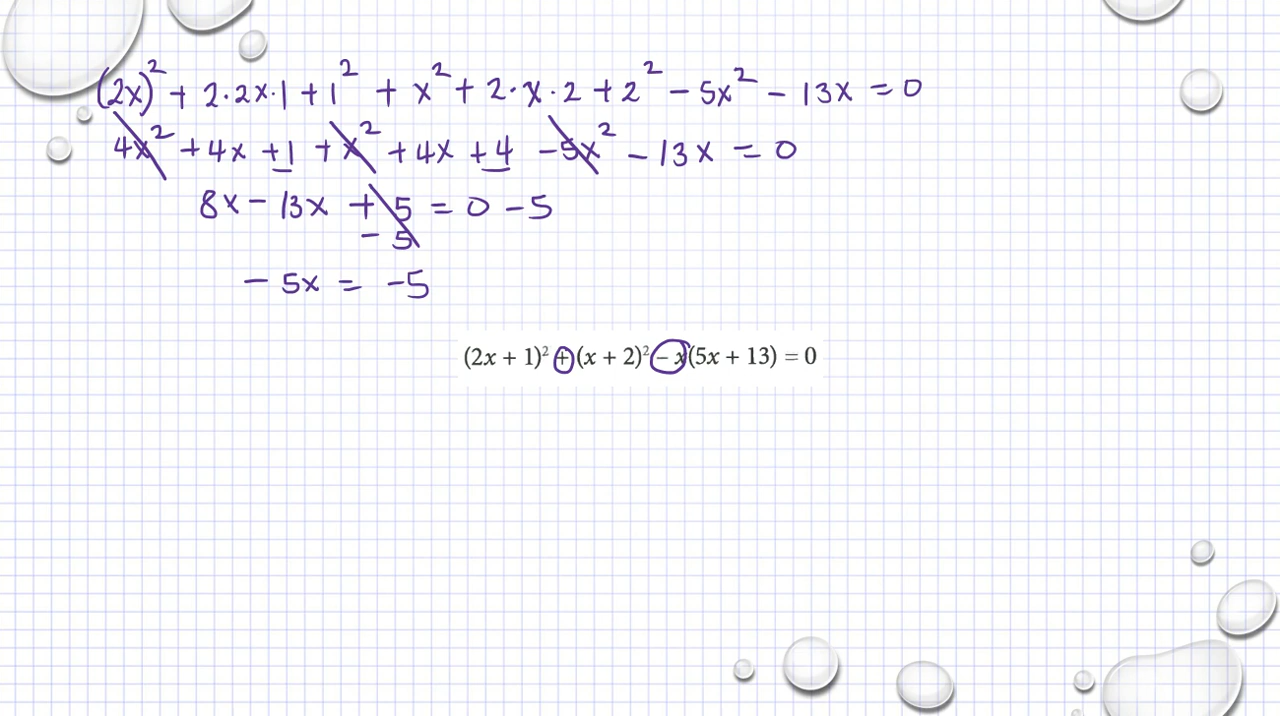 (2x)² + 2·2x·1 + 1² + x² + 2·x·2 + 2² - 5x² - 13x = 0
4x² + 4x + 1 + x² + 4x + 4 - 5x² - 13x = 0
8x - 13x + 5 = 0 - 5
- 5
- 5x = -5
(2x + 1)² + (x + 2)² – x(5x + 13) = 0